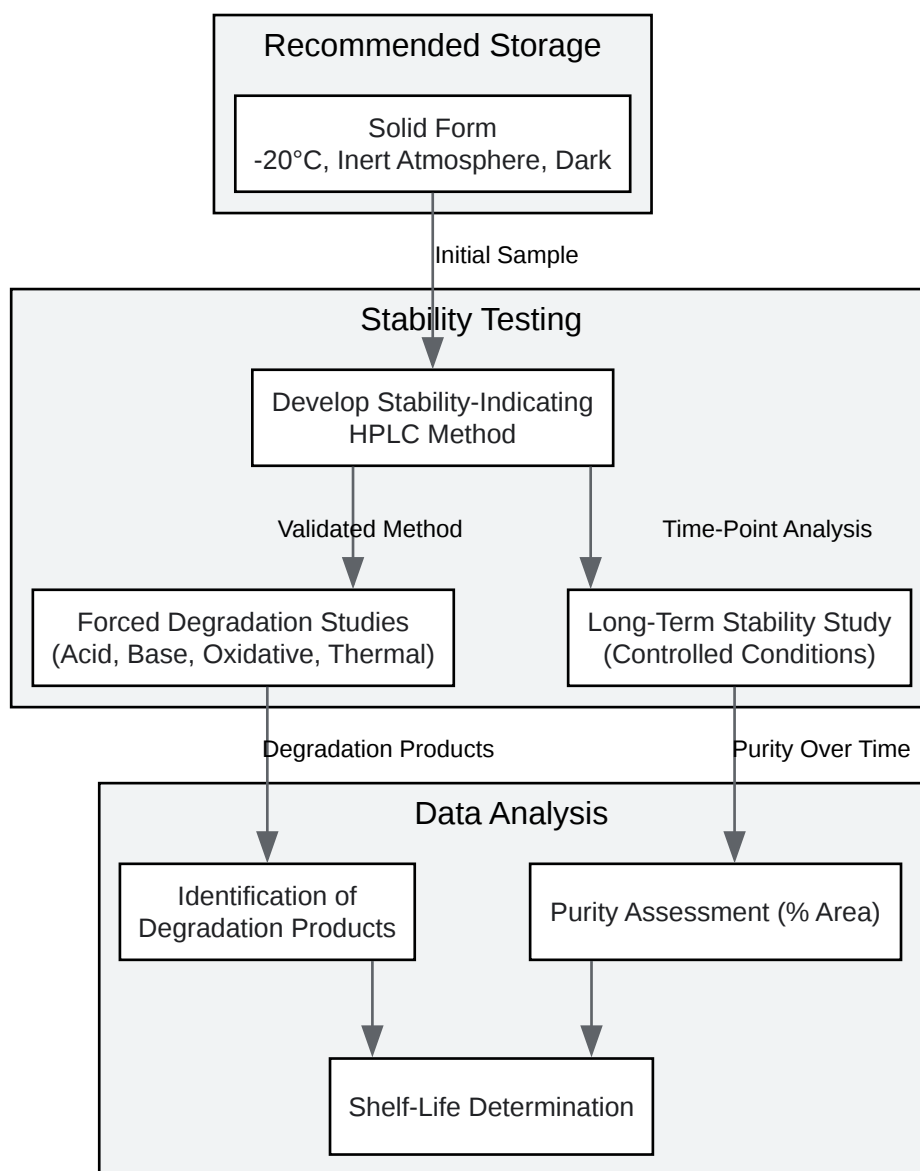 Recommended Storage
Solid Form
-20°C, Inert Atmosphere, Dark
Initial Sample
Stability Testing
Develop Stability-Indicating
HPLC Method
Validated Method
Time-Point Analysis
Forced Degradation Studies
(Acid, Base, Oxidative, Thermal)
Long-Term Stability Study
(Controlled Conditions)
Degradation Products
Purity Over Time
Data Analysis
Identification of
Degradation Products
Purity Assessment (% Area)
Shelf-Life Determination